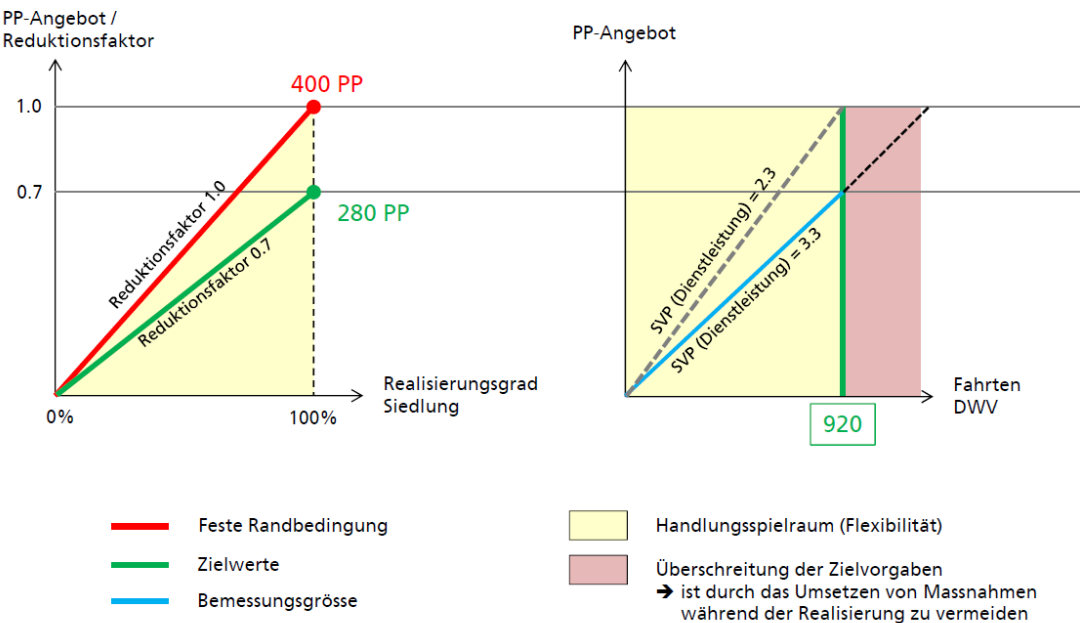 PP-Angebot /
Reduktionsfaktor
400 PP
1.0
0.7
280 PP
Reduktionsfaktor 1.0
Reduktionsfaktor 0.7
0%
100%
Realisierungsgrad
Siedlung
PP-Angebot
SVP (Dienstleistung) = 2.3
SVP (Dienstleistung) = 3.3
920
Fahrten
DWV
Feste Randbedingung
Zielwerte
Bemessungsgrösse
Handlungsspielraum (Flexibilität)
Überschreitung der Zielvorgaben
➔ ist durch das Umsetzen von Massnahmen
während der Realisierung zu vermeiden